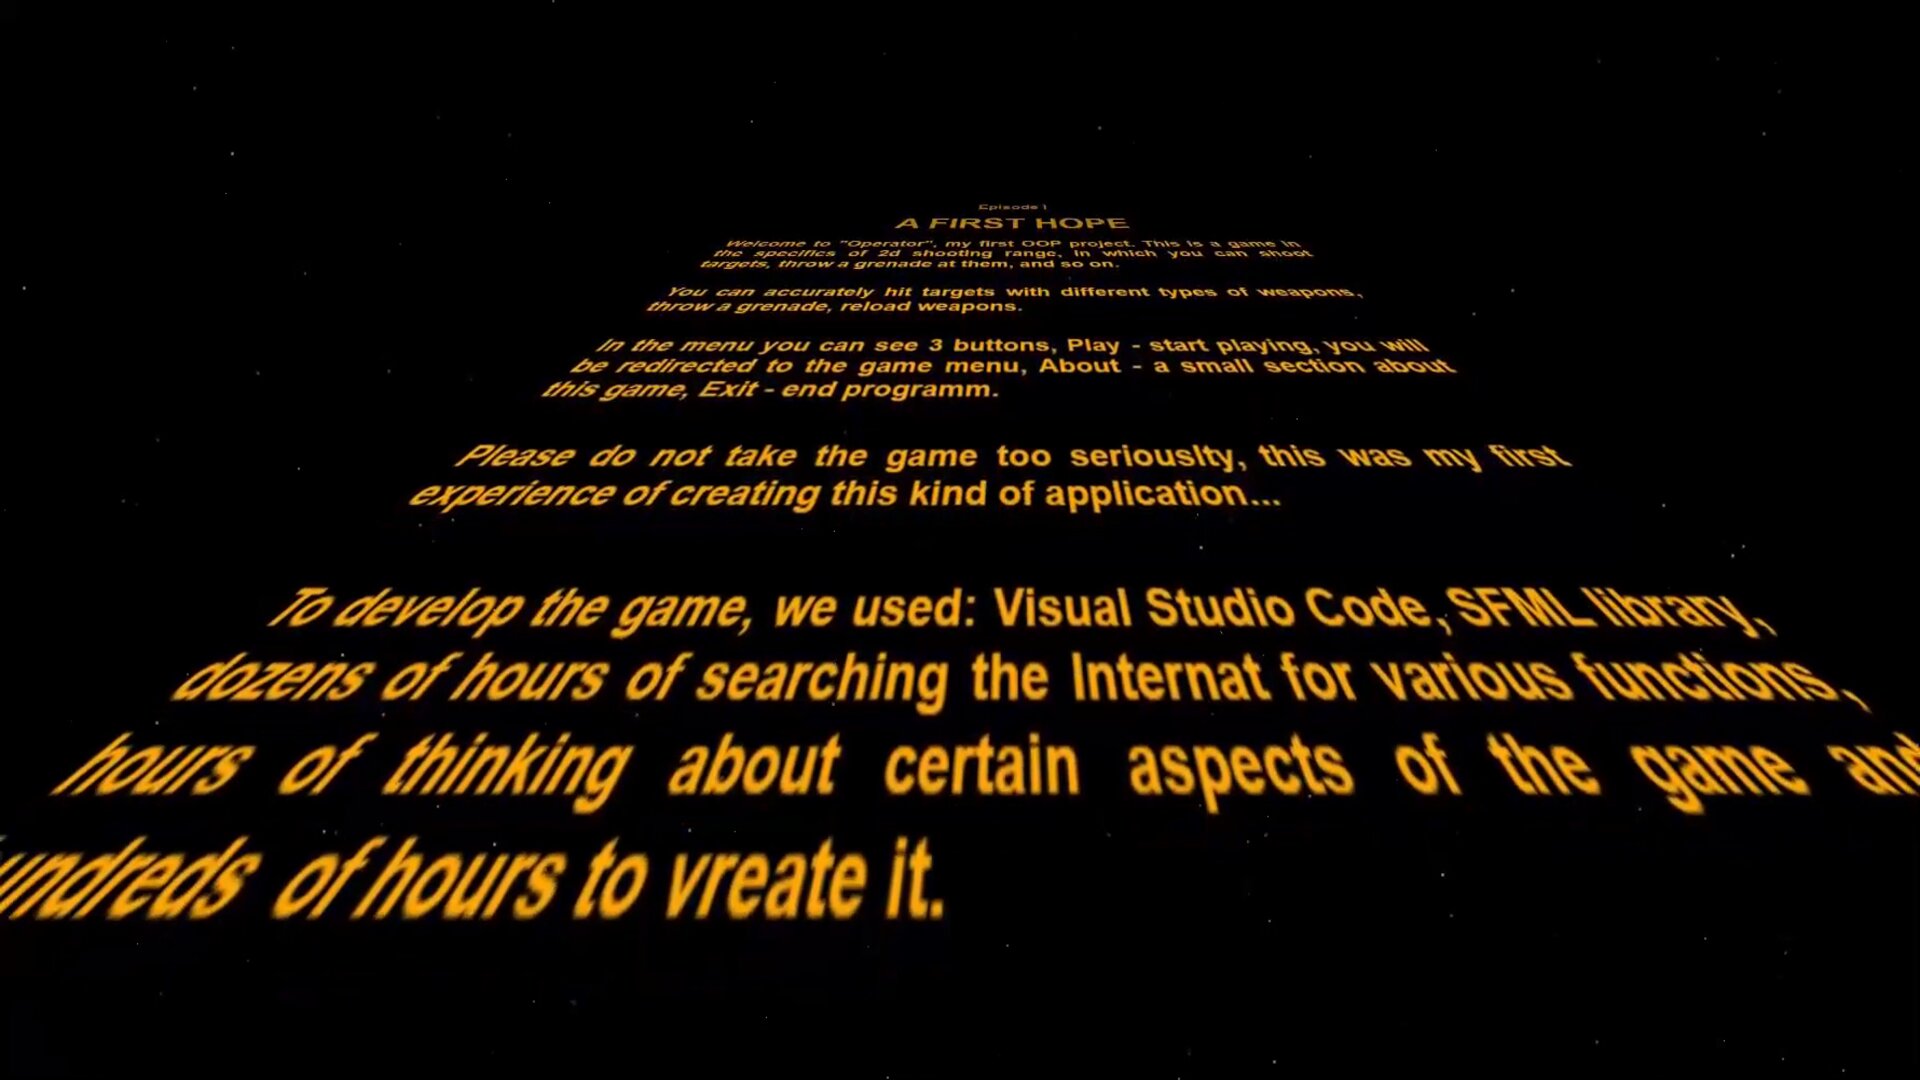 Episode I
A FIRST HOPE
Welcome to "Operator", my first OOP project. This is a game in
the specifics of 2d shooting range, in which you can shoot
targets, throw a grenade at them, and so on.
You can accurately hit targets with different types of weapons,
throw a grenade, reload weapons.
In the menu you can see 3 buttons, Play - start playing, you will
be redirected to the game menu, About - a small section about
this game, Exit - end programm.
Please do not take the game too seriouslty, this was my first
experience of creating this kind of application...
To develop the game, we used: Visual Studio Code, SFML library,
dozens of hours of searching the Internat for various functions,
hours of thinking about certain aspects of the game and
undreds of hours to vreate it.